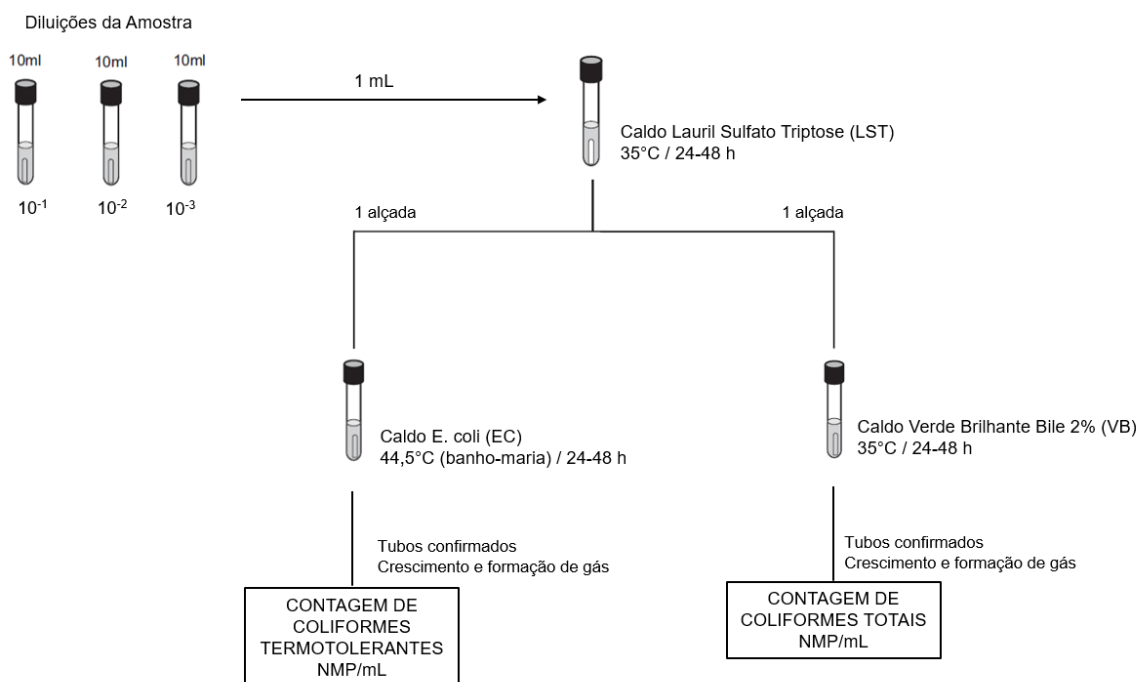 Diluições da Amostra
10ml
10ml
10ml
10-1
10-2
10-3
1 mL
Caldo Lauril Sulfato Triptose (LST)
35°C / 24-48 h
1 alçada
1 alçada
Caldo E. coli (EC)
44,5°C (banho-maria) / 24-48 h
Caldo Verde Brilhante Bile 2% (VB)
35°C / 24-48 h
Tubos confirmados
Crescimento e formação de gás
Tubos confirmados
Crescimento e formação de gás
CONTAGEM DE
COLIFORMES
TERMOTOLERANTES
NMP/mL
CONTAGEM DE
COLIFORMES TOTAIS
NMP/mL